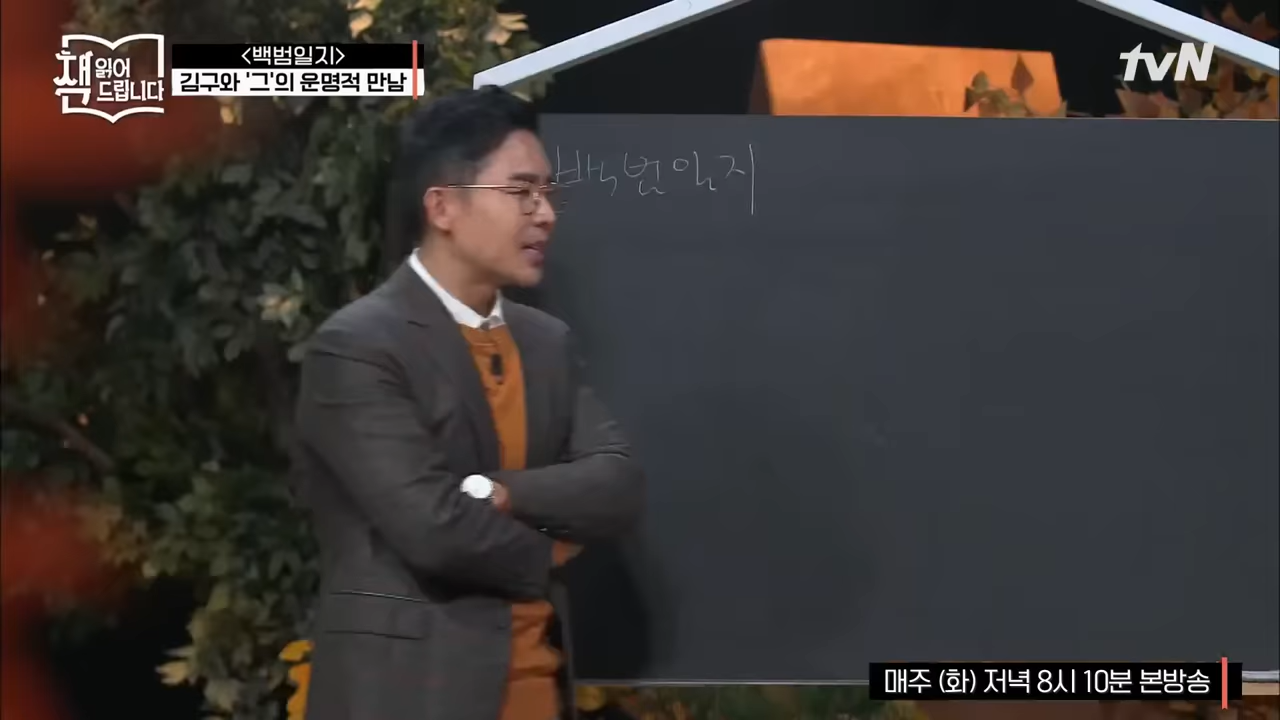 책 읽어
드립니다
<백범일지>
김구와 '그'의 운명적 만남
tvN
백범일지
매주 (화) 저녁 8시 10분 본방송